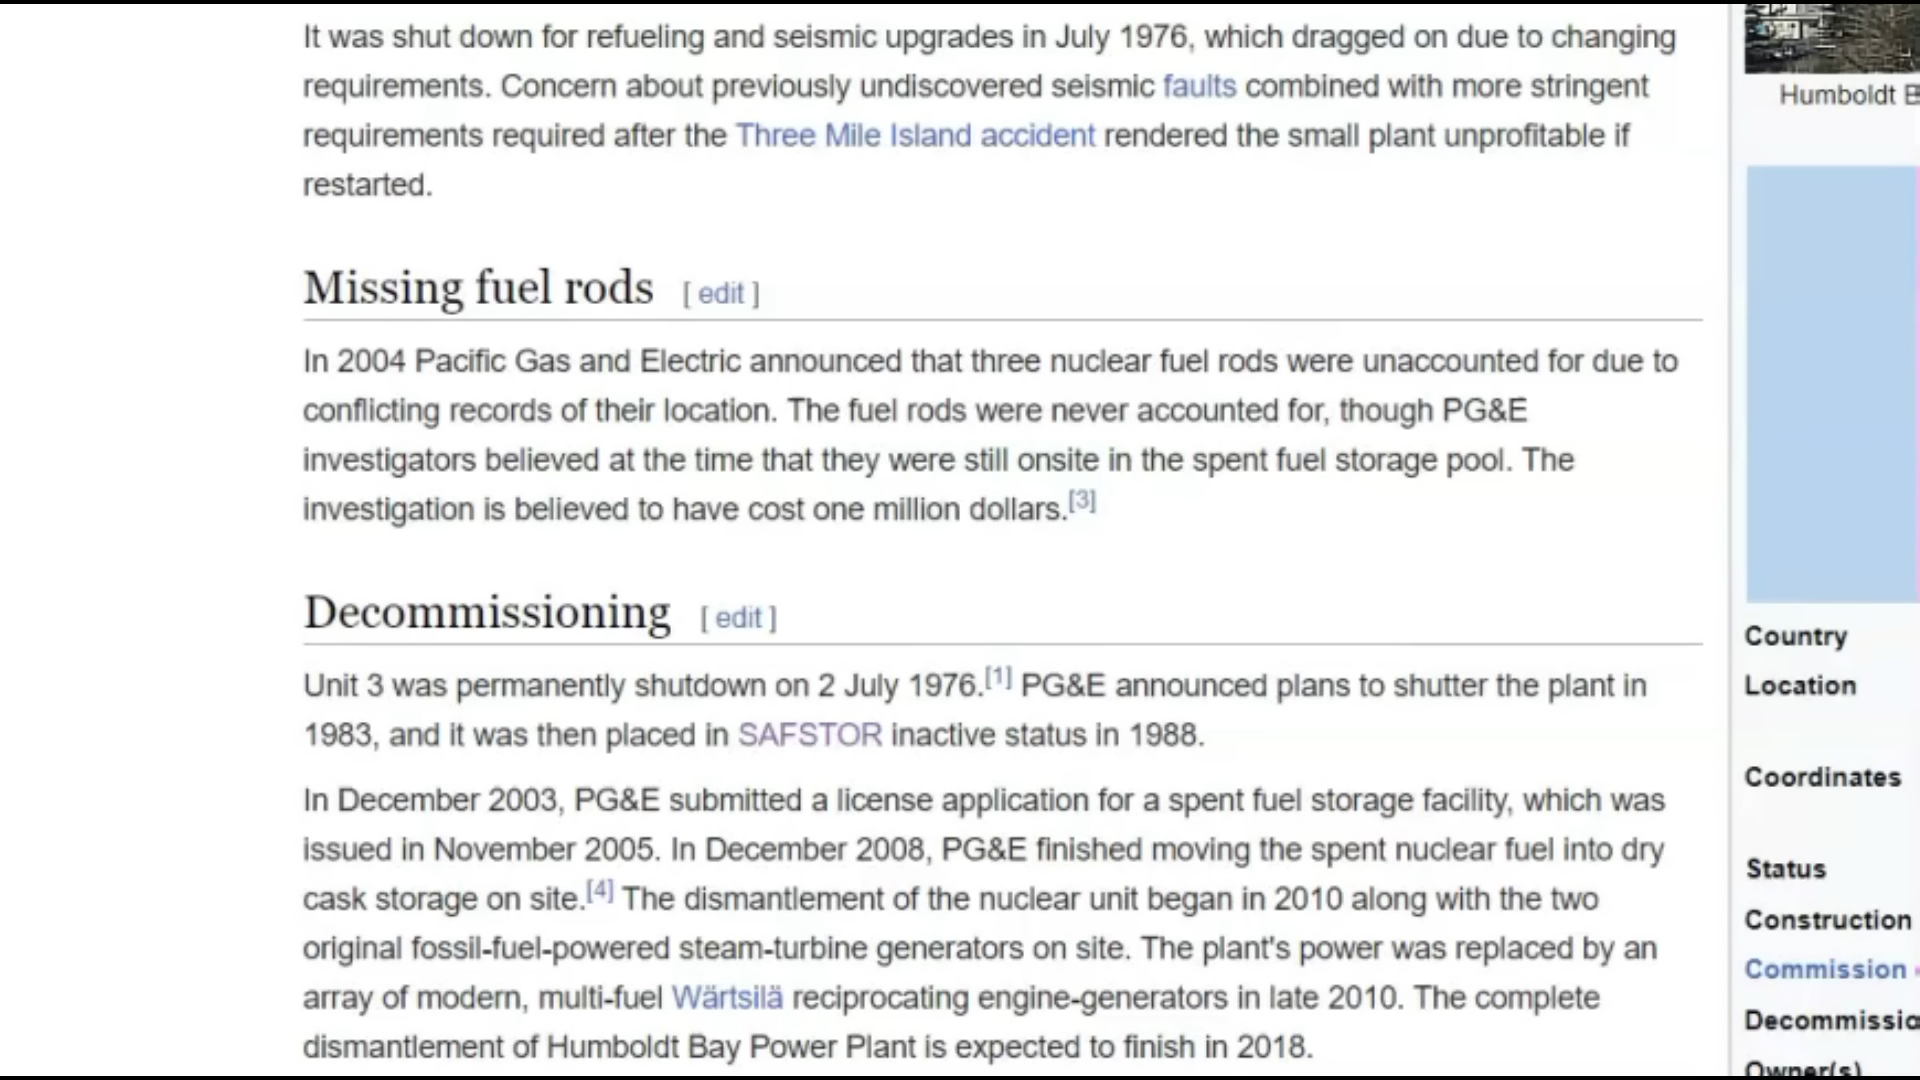 It was shut down for refueling and seismic upgrades in July 1976, which dragged on due to changing
requirements. Concern about previously undiscovered seismic faults combined with more stringent
requirements required after the Three Mile Island accident rendered the small plant unprofitable if
restarted.
Missing fuel rods [ edit ]
In 2004 Pacific Gas and Electric announced that three nuclear fuel rods were unaccounted for due to
conflicting records of their location. The fuel rods were never accounted for, though PG&E
investigators believed at the time that they were still onsite in the spent fuel storage pool. The
investigation is believed to have cost one million dollars.[3]
Decommissioning [ edit ]
Unit 3 was permanently shutdown on 2 July 1976.[1] PG&E announced plans to shutter the plant in
1983, and it was then placed in SAFSTOR inactive status in 1988.
In December 2003, PG&E submitted a license application for a spent fuel storage facility, which was
issued in November 2005. In December 2008, PG&E finished moving the spent nuclear fuel into dry
cask storage on site.[4] The dismantlement of the nuclear unit began in 2010 along with the two
original fossil-fuel-powered steam-turbine generators on site. The plant's power was replaced by an
array of modern, multi-fuel Wärtsilä reciprocating engine-generators in late 2010. The complete
dismantlement of Humboldt Bay Power Plant is expected to finish in 2018.
Humboldt
Country
Location
Coordinates
Status
Construction
Commission
Decommissio
Owner(s)